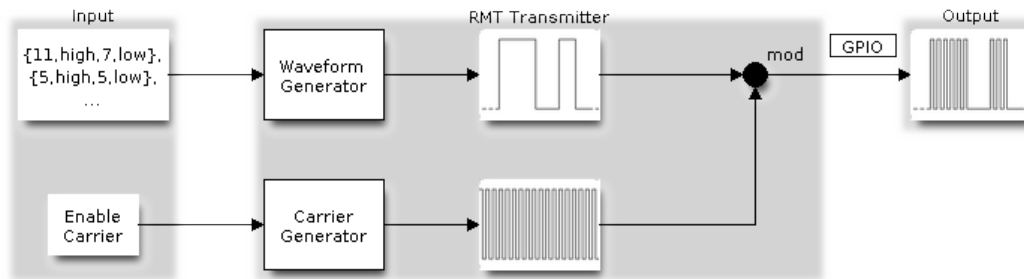 Input
RMT Transmitter
Output
{11,high,7,low},
{5,high,5,low},
...
Waveform
Generator
mod
GPIO
Enable
Carrier
Carrier
Generator